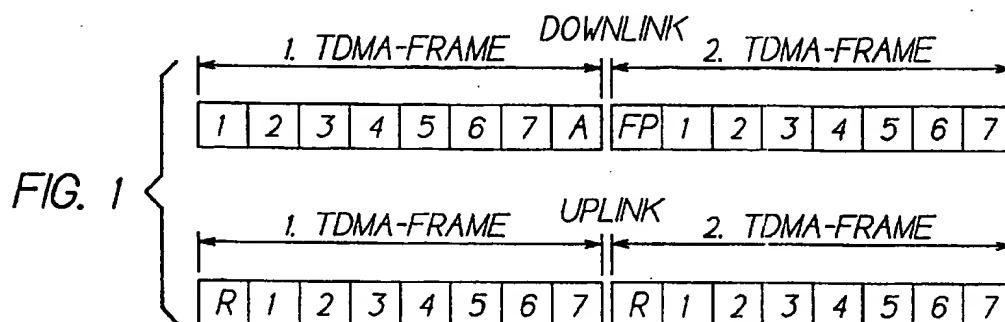 DOWNLINK
1. TDMA-FRAME 2. TDMA-FRAME
1 2 3 4 5 6 7 A FP 1 2 3 4 5 6 7
FIG. 1
UPLINK
1. TDMA-FRAME 2. TDMA-FRAME
R 1 2 3 4 5 6 7 R 1 2 3 4 5 6 7